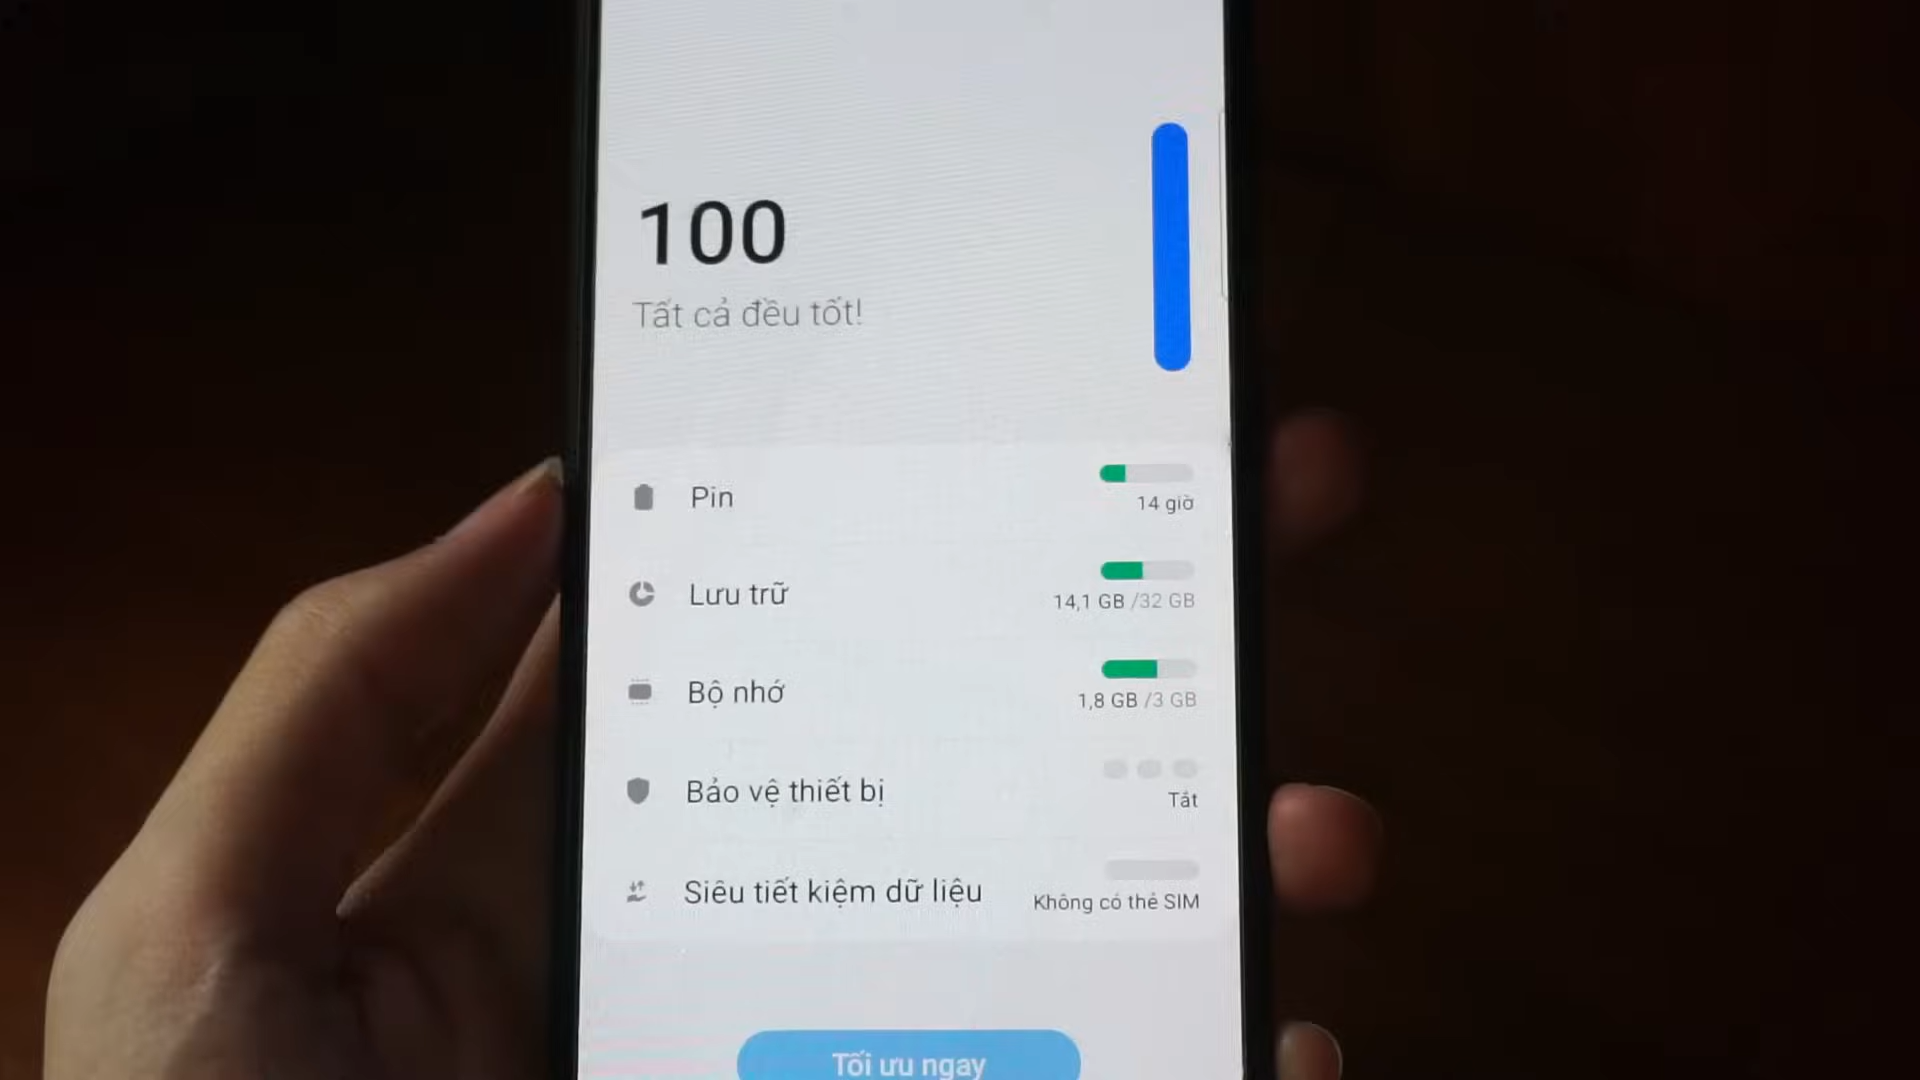 100
Tất cả đều tốt!
Pin
14 giờ
Lưu trữ
14,1 GB /32 GB
Bộ nhớ
1,8 GB /3 GB
Bảo vệ thiết bị
Tắt
Siêu tiết kiệm dữ liệu
Không có thẻ SIM
Tối ưu ngay